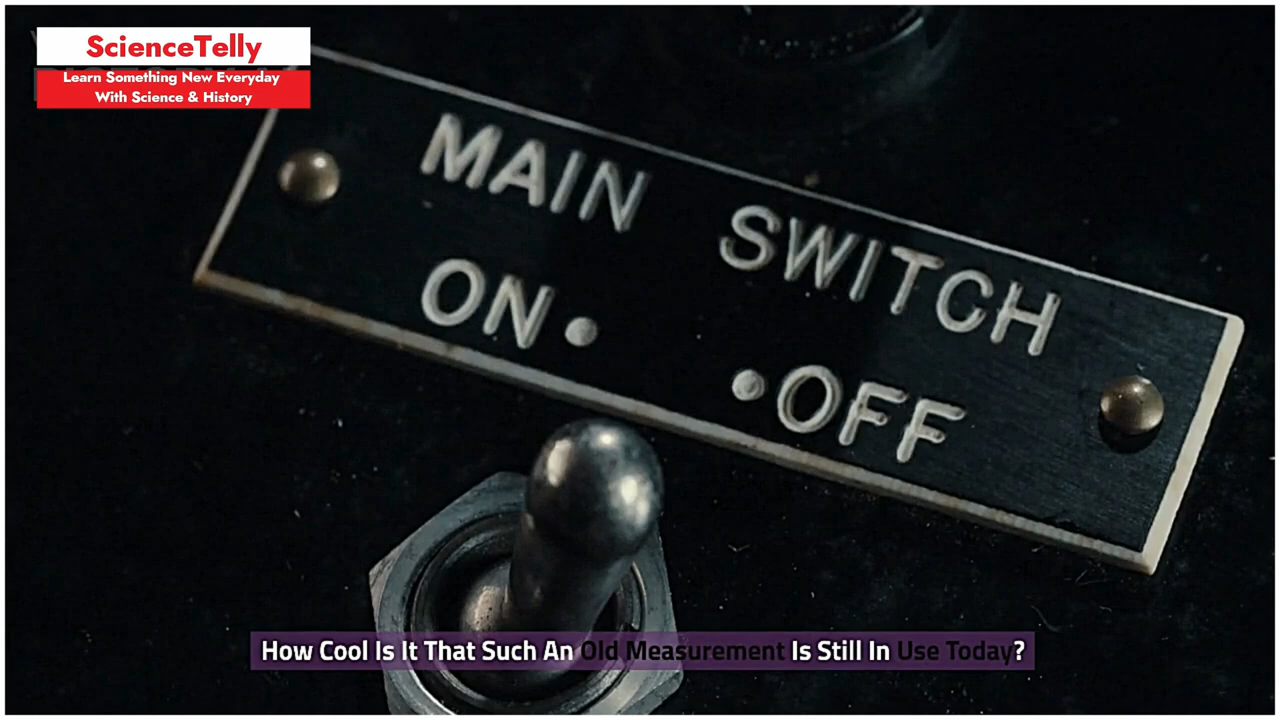 ScienceTelly
Learn Something New Everyday
With Science & History
MAIN SWITCH
ON •
• OFF
How Cool Is It That Such An Old Measurement Is Still In Use Today?